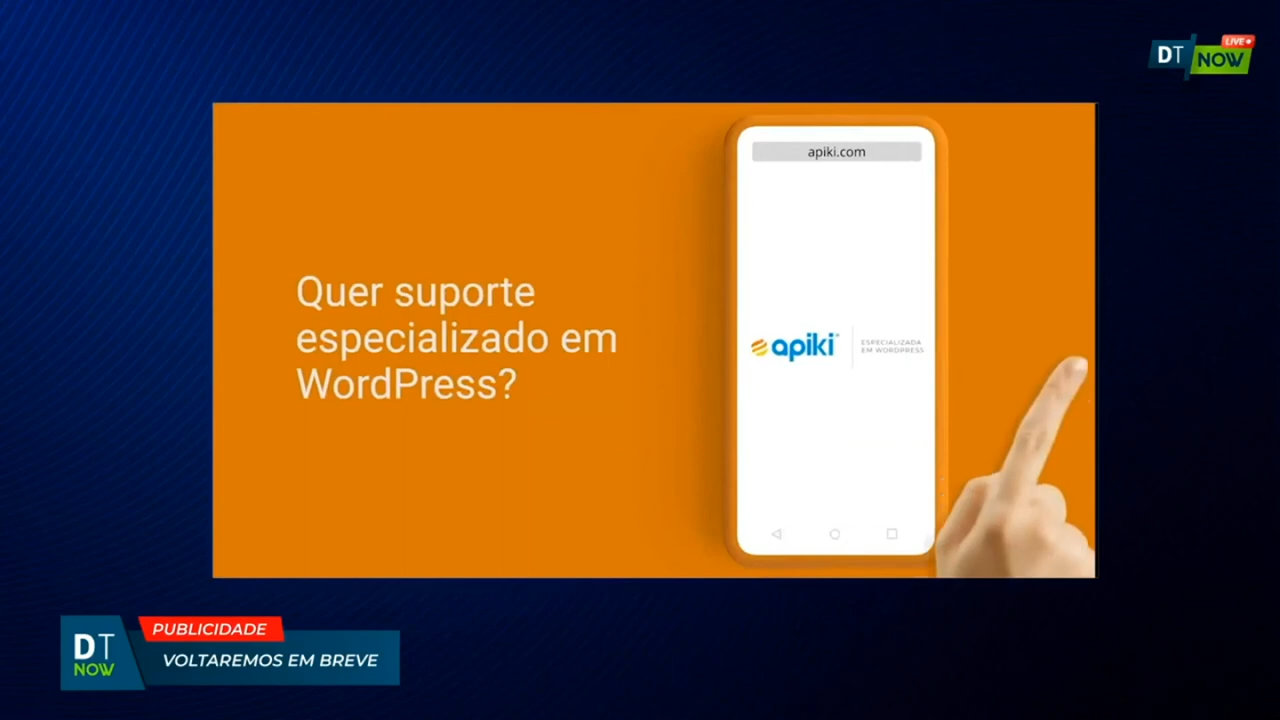 DT
LIVE
NOW
apiki.com
Quer suporte
especializado em
WordPress?
apiki
ESPECIALIZADA
EM WORDPRESS
DT
NOW
PUBLICIDADE
VOLTAREMOS EM BREVE